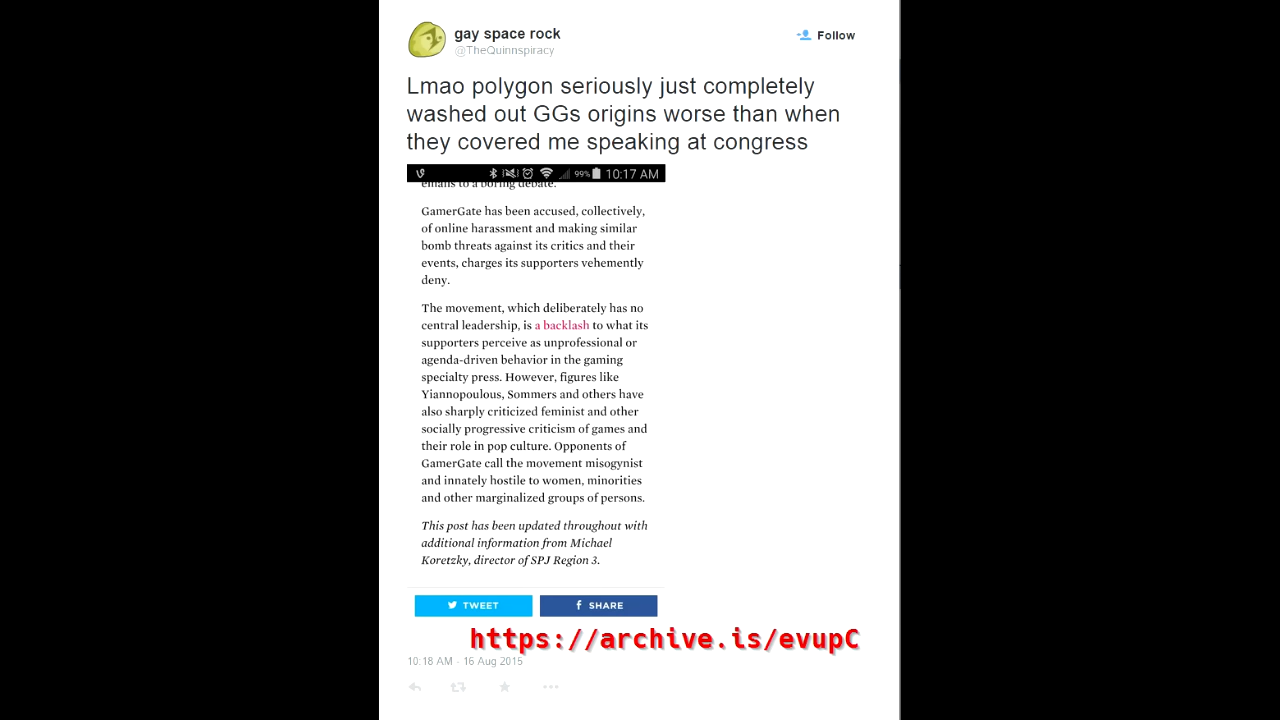 gay space rock
@TheQuinnspiracy
Follow
Lmao polygon seriously just completely
washed out GGs origins worse than when
they covered me speaking at congress
99% 10:17 AM
emails to a boring debate.
GamerGate has been accused, collectively,
of online harassment and making similar
bomb threats against its critics and their
events, charges its supporters vehemently
deny.
The movement, which deliberately has no
central leadership, is a backlash to what its
supporters perceive as unprofessional or
agenda-driven behavior in the gaming
specialty press. However, figures like
Yiannopoulous, Sommers and others have
also sharply criticized feminist and other
socially progressive criticism of games and
their role in pop culture. Opponents of
GamerGate call the movement misogynist
and innately hostile to women, minorities
and other marginalized groups of persons.
This post has been updated throughout with
additional information from Michael
Koretzky, director of SPJ Region 3.
TWEET
SHARE
https://archive.is/evupC
10:18 AM - 16 Aug 2015